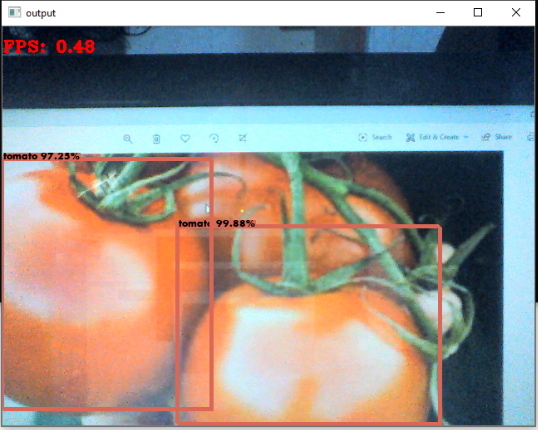 output
FPS: 0.48
Search
Edit & Create
Share
tomato 97.25%
tomato 99.88%